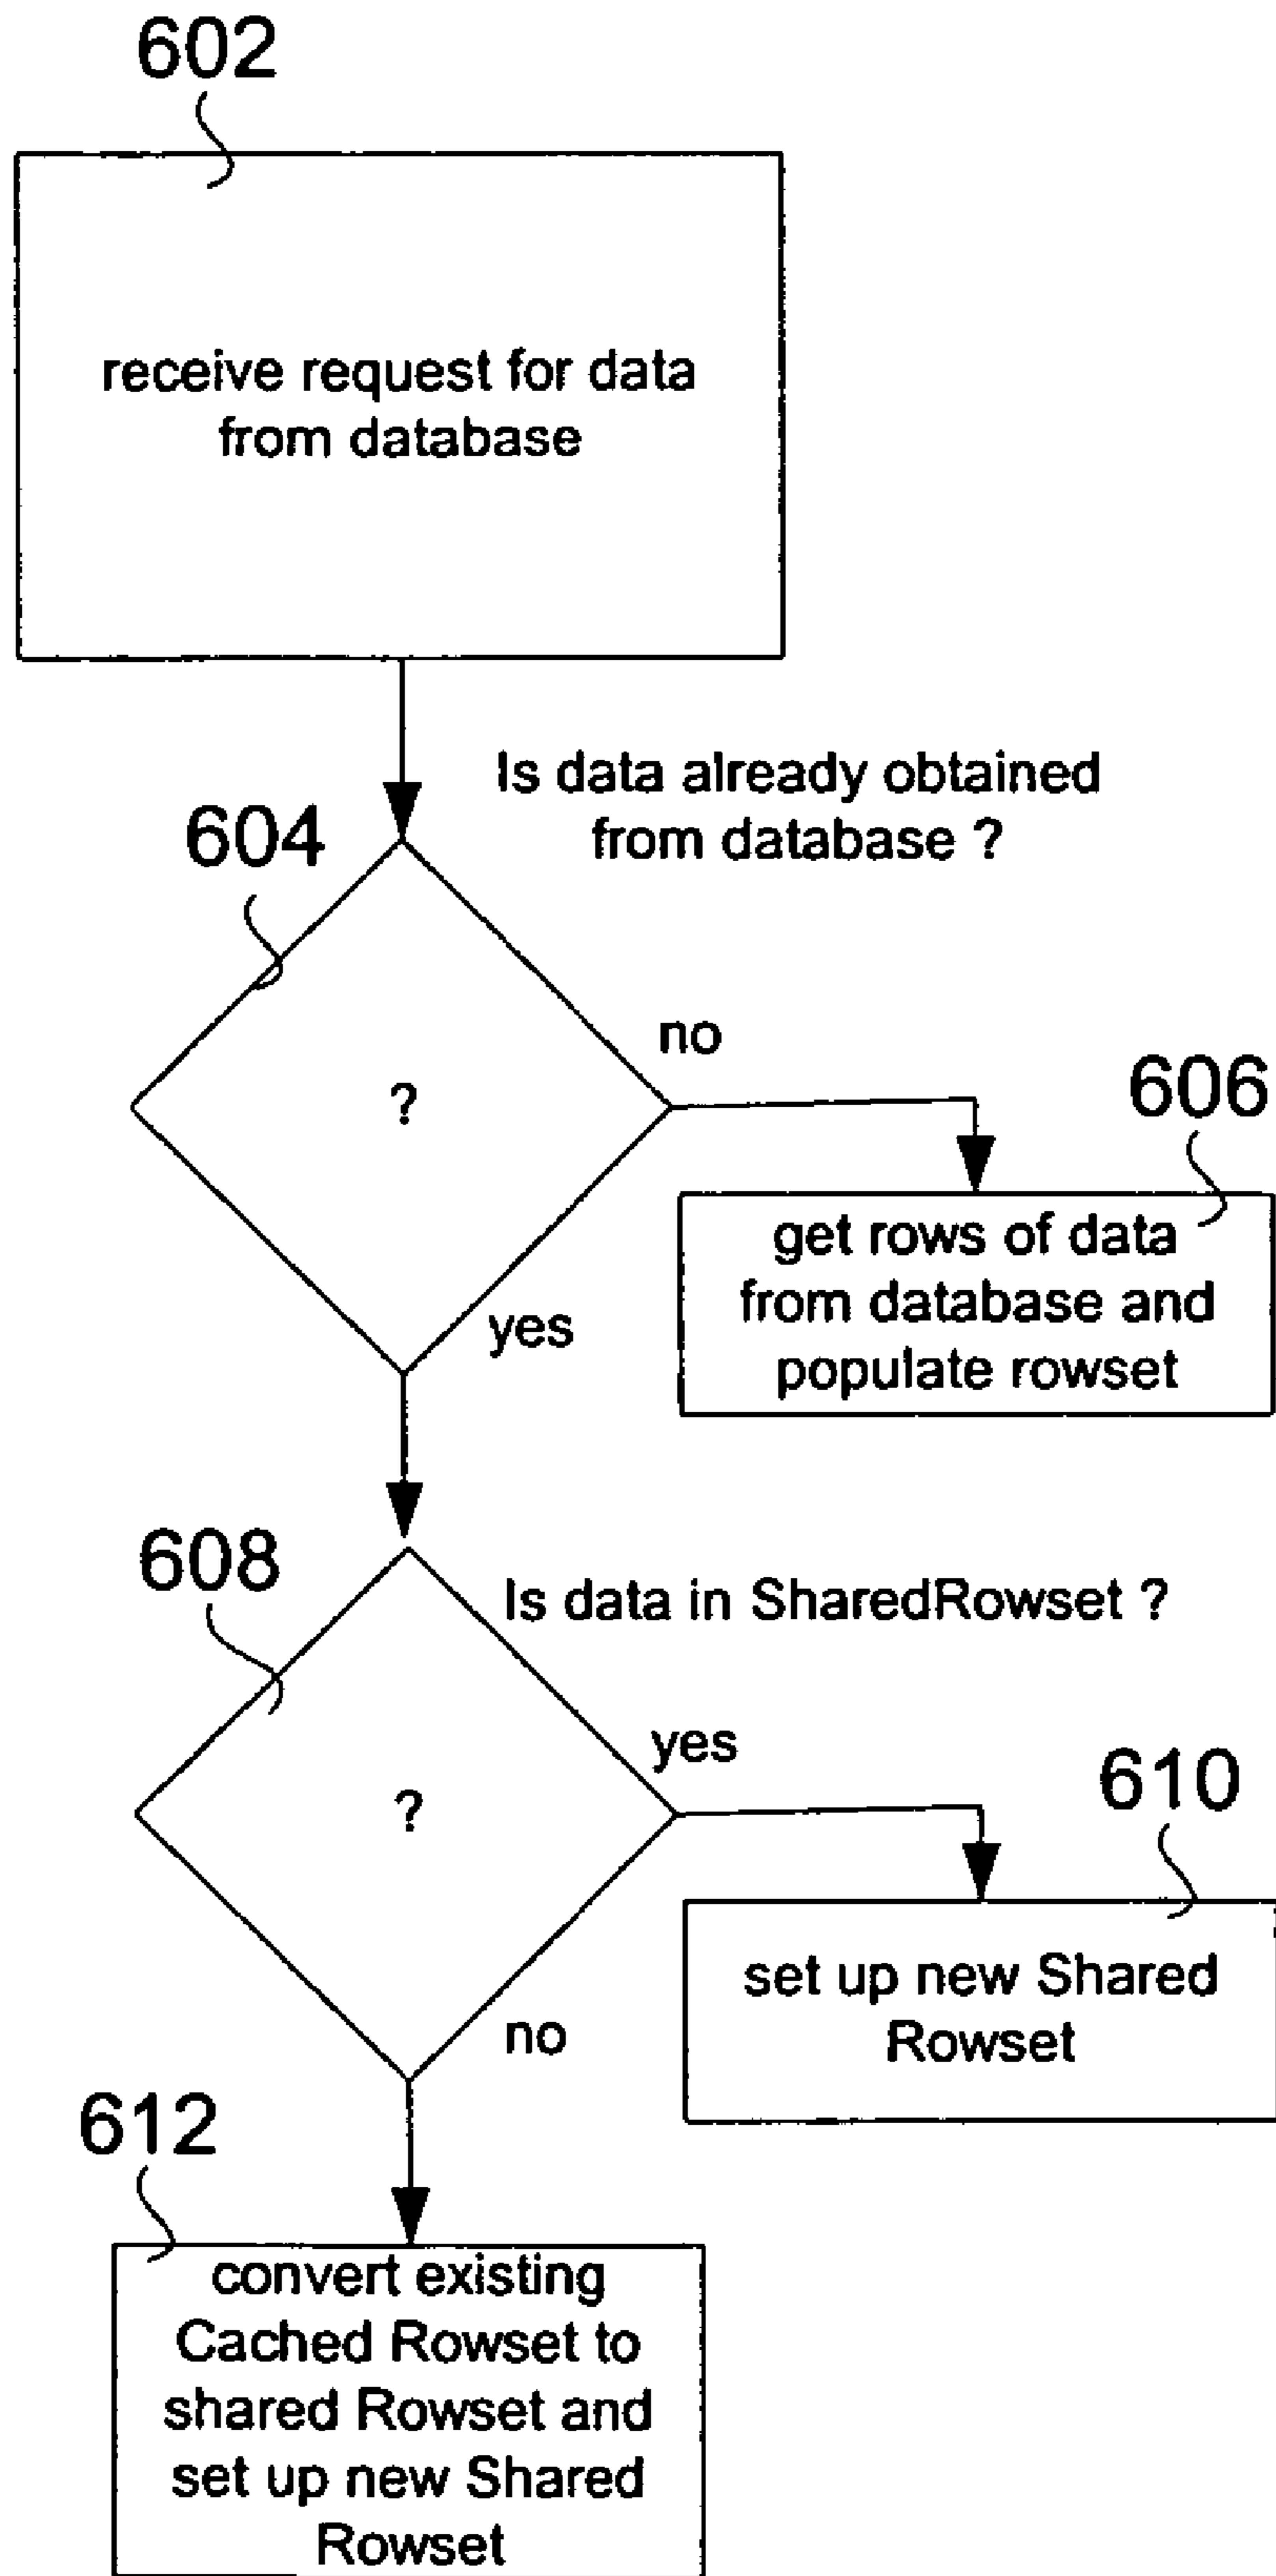 602
receive request for data
from database
Is data already obtained
from database ?
604
?
no
606
get rows of data
from database and
populate rowset
yes
608
Is data in SharedRowset ?
?
yes
610
set up new Shared
Rowset
no
612
convert existing
Cached Rowset to
shared Rowset and
set up new Shared
Rowset